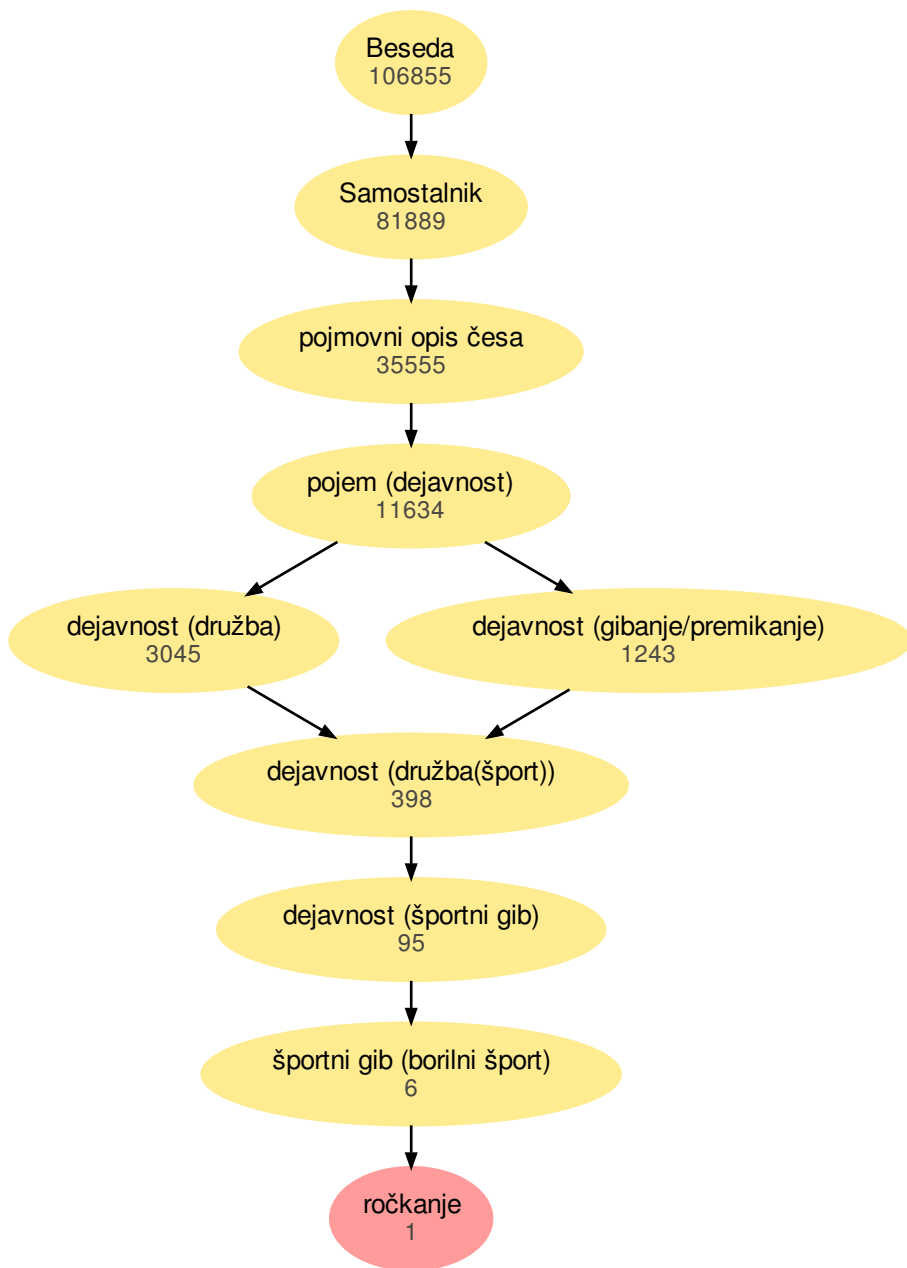 Beseda
106855
Samostalnik
81889
pojmovni opis česa
35555
pojem (dejavnost)
11634
dejavnost (družba)
3045
dejavnost (gibanje/premikanje)
1243
dejavnost (družba(šport))
398
dejavnost (športni gib)
95
športni gib (borilni šport)
6
ročkanje
1